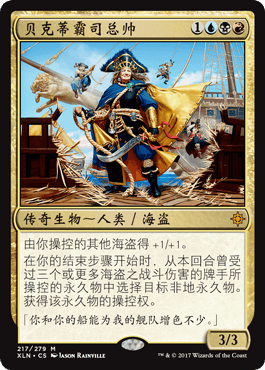 贝克蒂霸司总帅 1
传奇生物～人类／海盗
由你操控的其他海盗得 +1/+1。
在你的结束步骤开始时，从本回合曾受
过三个或更多海盗之战斗伤害的牌手所
操控的永久物中选择目标非地永久物。
获得该永久物的操控权。
「你和你的船能为我的舰队增色不少。」
3/3
217/279 M
XLN • CS JASON RAINVILLE
™ & © 2017 Wizards of the Coast